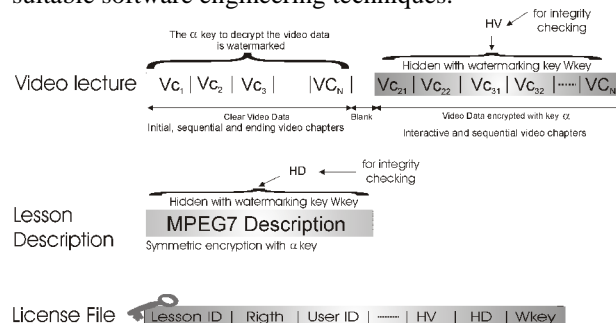 suitable software engineering techniques.
for integrity
checking
HV
The α key to decrypt the video data
is watermarked
Hidden with watermarking key Wkey
Video lecture
Vc1 | Vc2 | Vc3 | |VCN |
Vc21 | Vc22 | Vc31 | Vc32 | ······ | VCN
Clear Video Data
Blank
Video Data encrypted with key α
Initial, sequential and ending video chapters
Interactive and sequential video chapters
HD
for integrity
checking
Hidden with watermarking key Wkey
Lesson
Description
MPEG7 Description
Symmetric encryption with α key
License File
Lesson ID | Rigth | User ID | ······· | HV | HD | Wkey